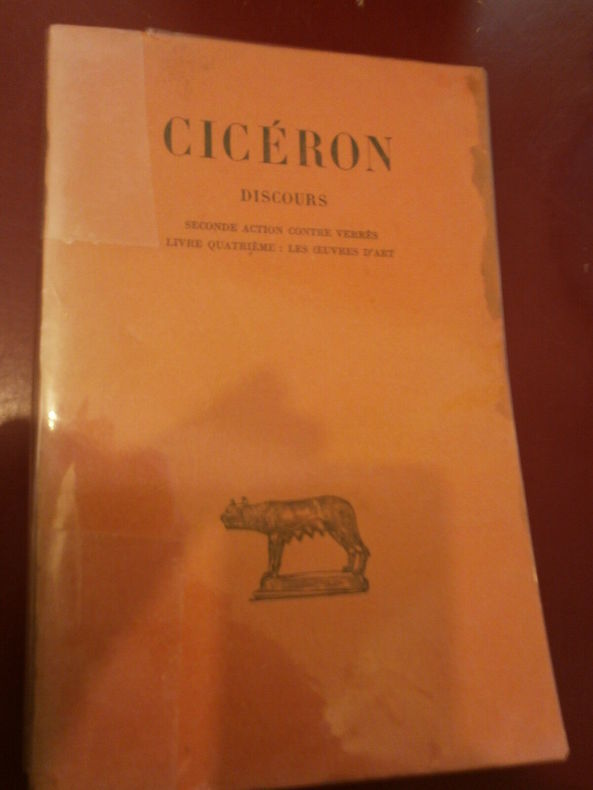 CICÉRON
DISCOURS
SECONDE ACTION CONTRE VERRÈS
LIVRE QUATRIÈME : LES ŒUVRES D'ART